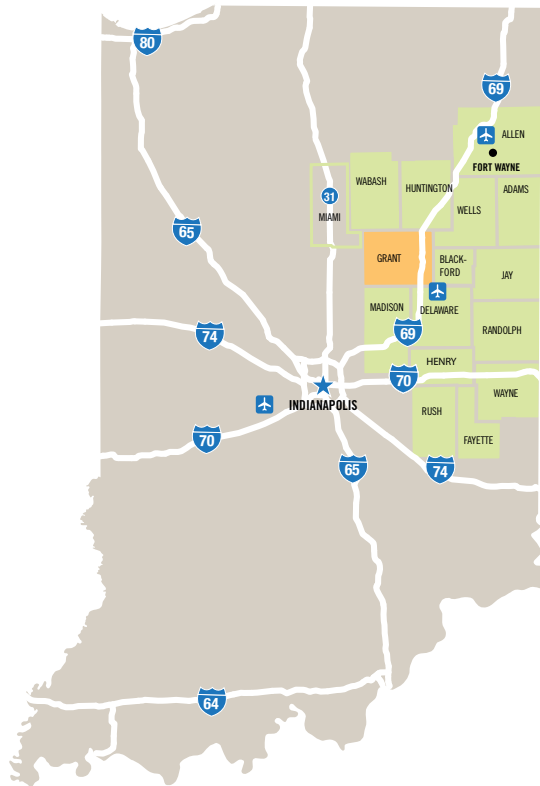 80
69
ALLEN
FORT WAYNE
WABASH
HUNTINGTON
ADAMS
31
MIAMI
WELLS
65
GRANT
BLACK-
FORD
JAY
MADISON
DELAWARE
74
69
RANDOLPH
HENRY
70
INDIANAPOLIS
WAYNE
RUSH
70
FAYETTE
65
74
64